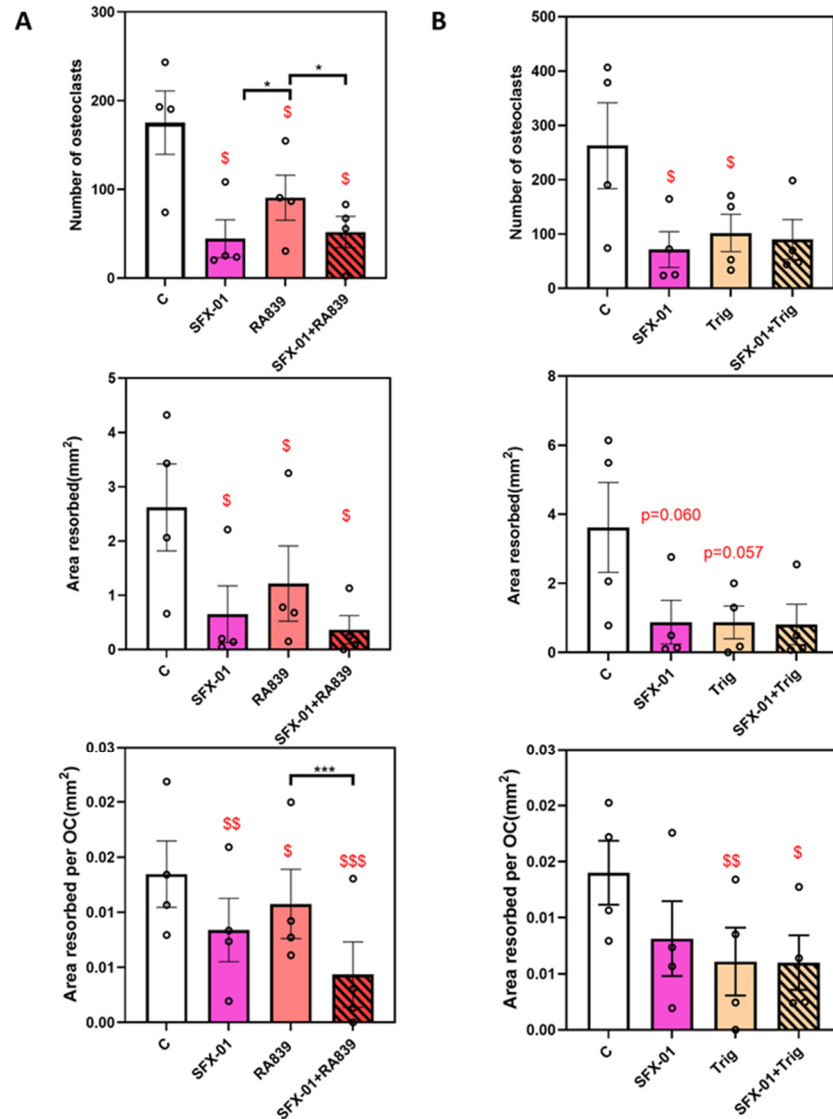 A
B
Number of osteoclasts
300
200
100
0
*
*
$
$
$
C
SFX-01
RA839
SFX-01+RA839
Number of osteoclasts
500
400
300
200
100
0
$
$
C
SFX-01
Trig
SFX-01+Trig
Area resorbed(mm²)
5
4
3
2
1
0
$
$
$
C
SFX-01
RA839
SFX-01+RA839
Area resorbed(mm²)
8
6
4
2
0
p=0.060
p=0.057
C
SFX-01
Trig
SFX-01+Trig
Area resorbed per OC(mm²)
0.03
0.02
0.02
0.01
0.01
0.00
***
$$
$
$$$
C
SFX-01
RA839
SFX-01+RA839
Area resorbed per OC(mm²)
0.03
0.02
0.02
0.01
0.01
0.00
$$
$
C
SFX-01
Trig
SFX-01+Trig